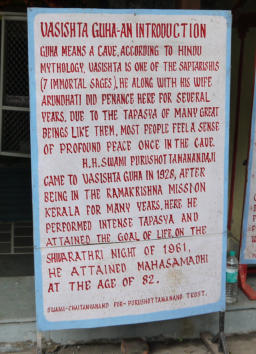 VASISHTA GUHA-AN INTRODUCTION
GUHA MEANS A CAVE, ACCORDING TO HINDU
MYTHOLOGY, VASISHTA IS ONE OF THE SAPTARISHIS
(7 IMMORTAL SAGES), HE ALONG WITH HIS WIFE
ARUNDHATI DID PENANCE HERE FOR SEVERAL
YEARS, DUE TO THE TAPASYA OF MANY GREAT
BEINGS LIKE THEM, MOST PEOPLE FEEL A SENSE
OF PROFOUND PEACE ONCE IN THE CAVE.
H.H. SWAMI PURUSHOTTAMANANDAJI
CAME TO VASISHTA GUHA IN 1928, AFTER
BEING IN THE RAMAKRISHNA MISSION
KERALA FOR MANY YEARS, HERE HE
PERFORMED INTENSE TAPASYA AND
ATTAINED THE GOAL OF LIFE, ON THE
SHIVARATHRI NIGHT OF 1961,
HE ATTAINED MAHASAMADHI
AT THE AGE OF 82.
SWAMI-CHAITANYANAND FOR-PURUSHOTTAMANAND TRUST.